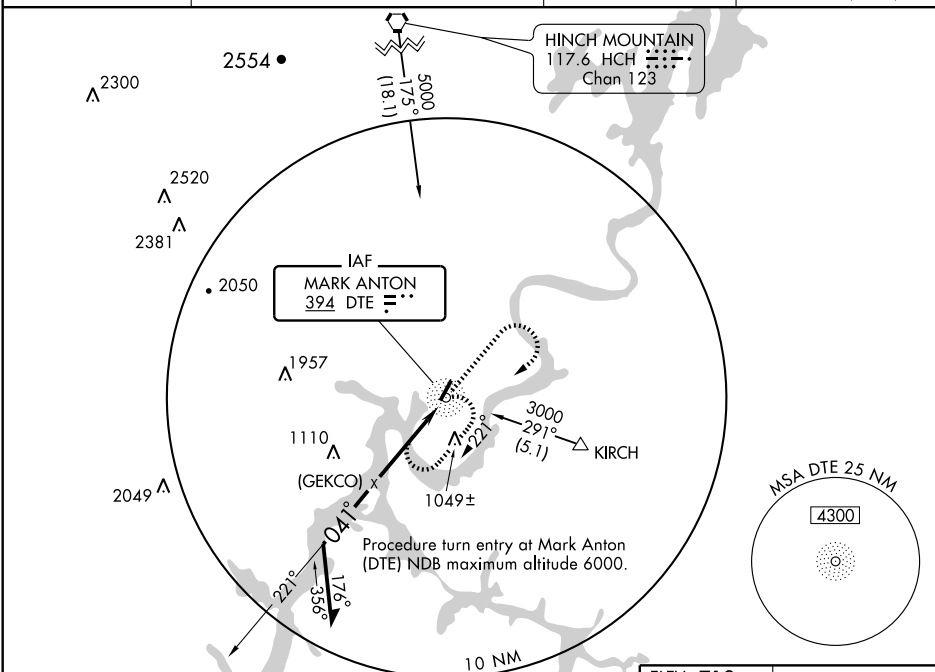 HINCH MOUNTAIN
117.6 HCH
Chan 123
2554
2300
5000
175°
(18.1)
2520
2381
2050
IAF
MARK ANTON
394 DTE
1957
1110
(GEKCO)
2049
3000
291°
(5.1)
KIRCH
221°
1049±
MSA DTE 25 NM
4300
041°
Procedure turn entry at Mark Anton
(DTE) NDB maximum altitude 6000.
221°
356°
176°
10 NM